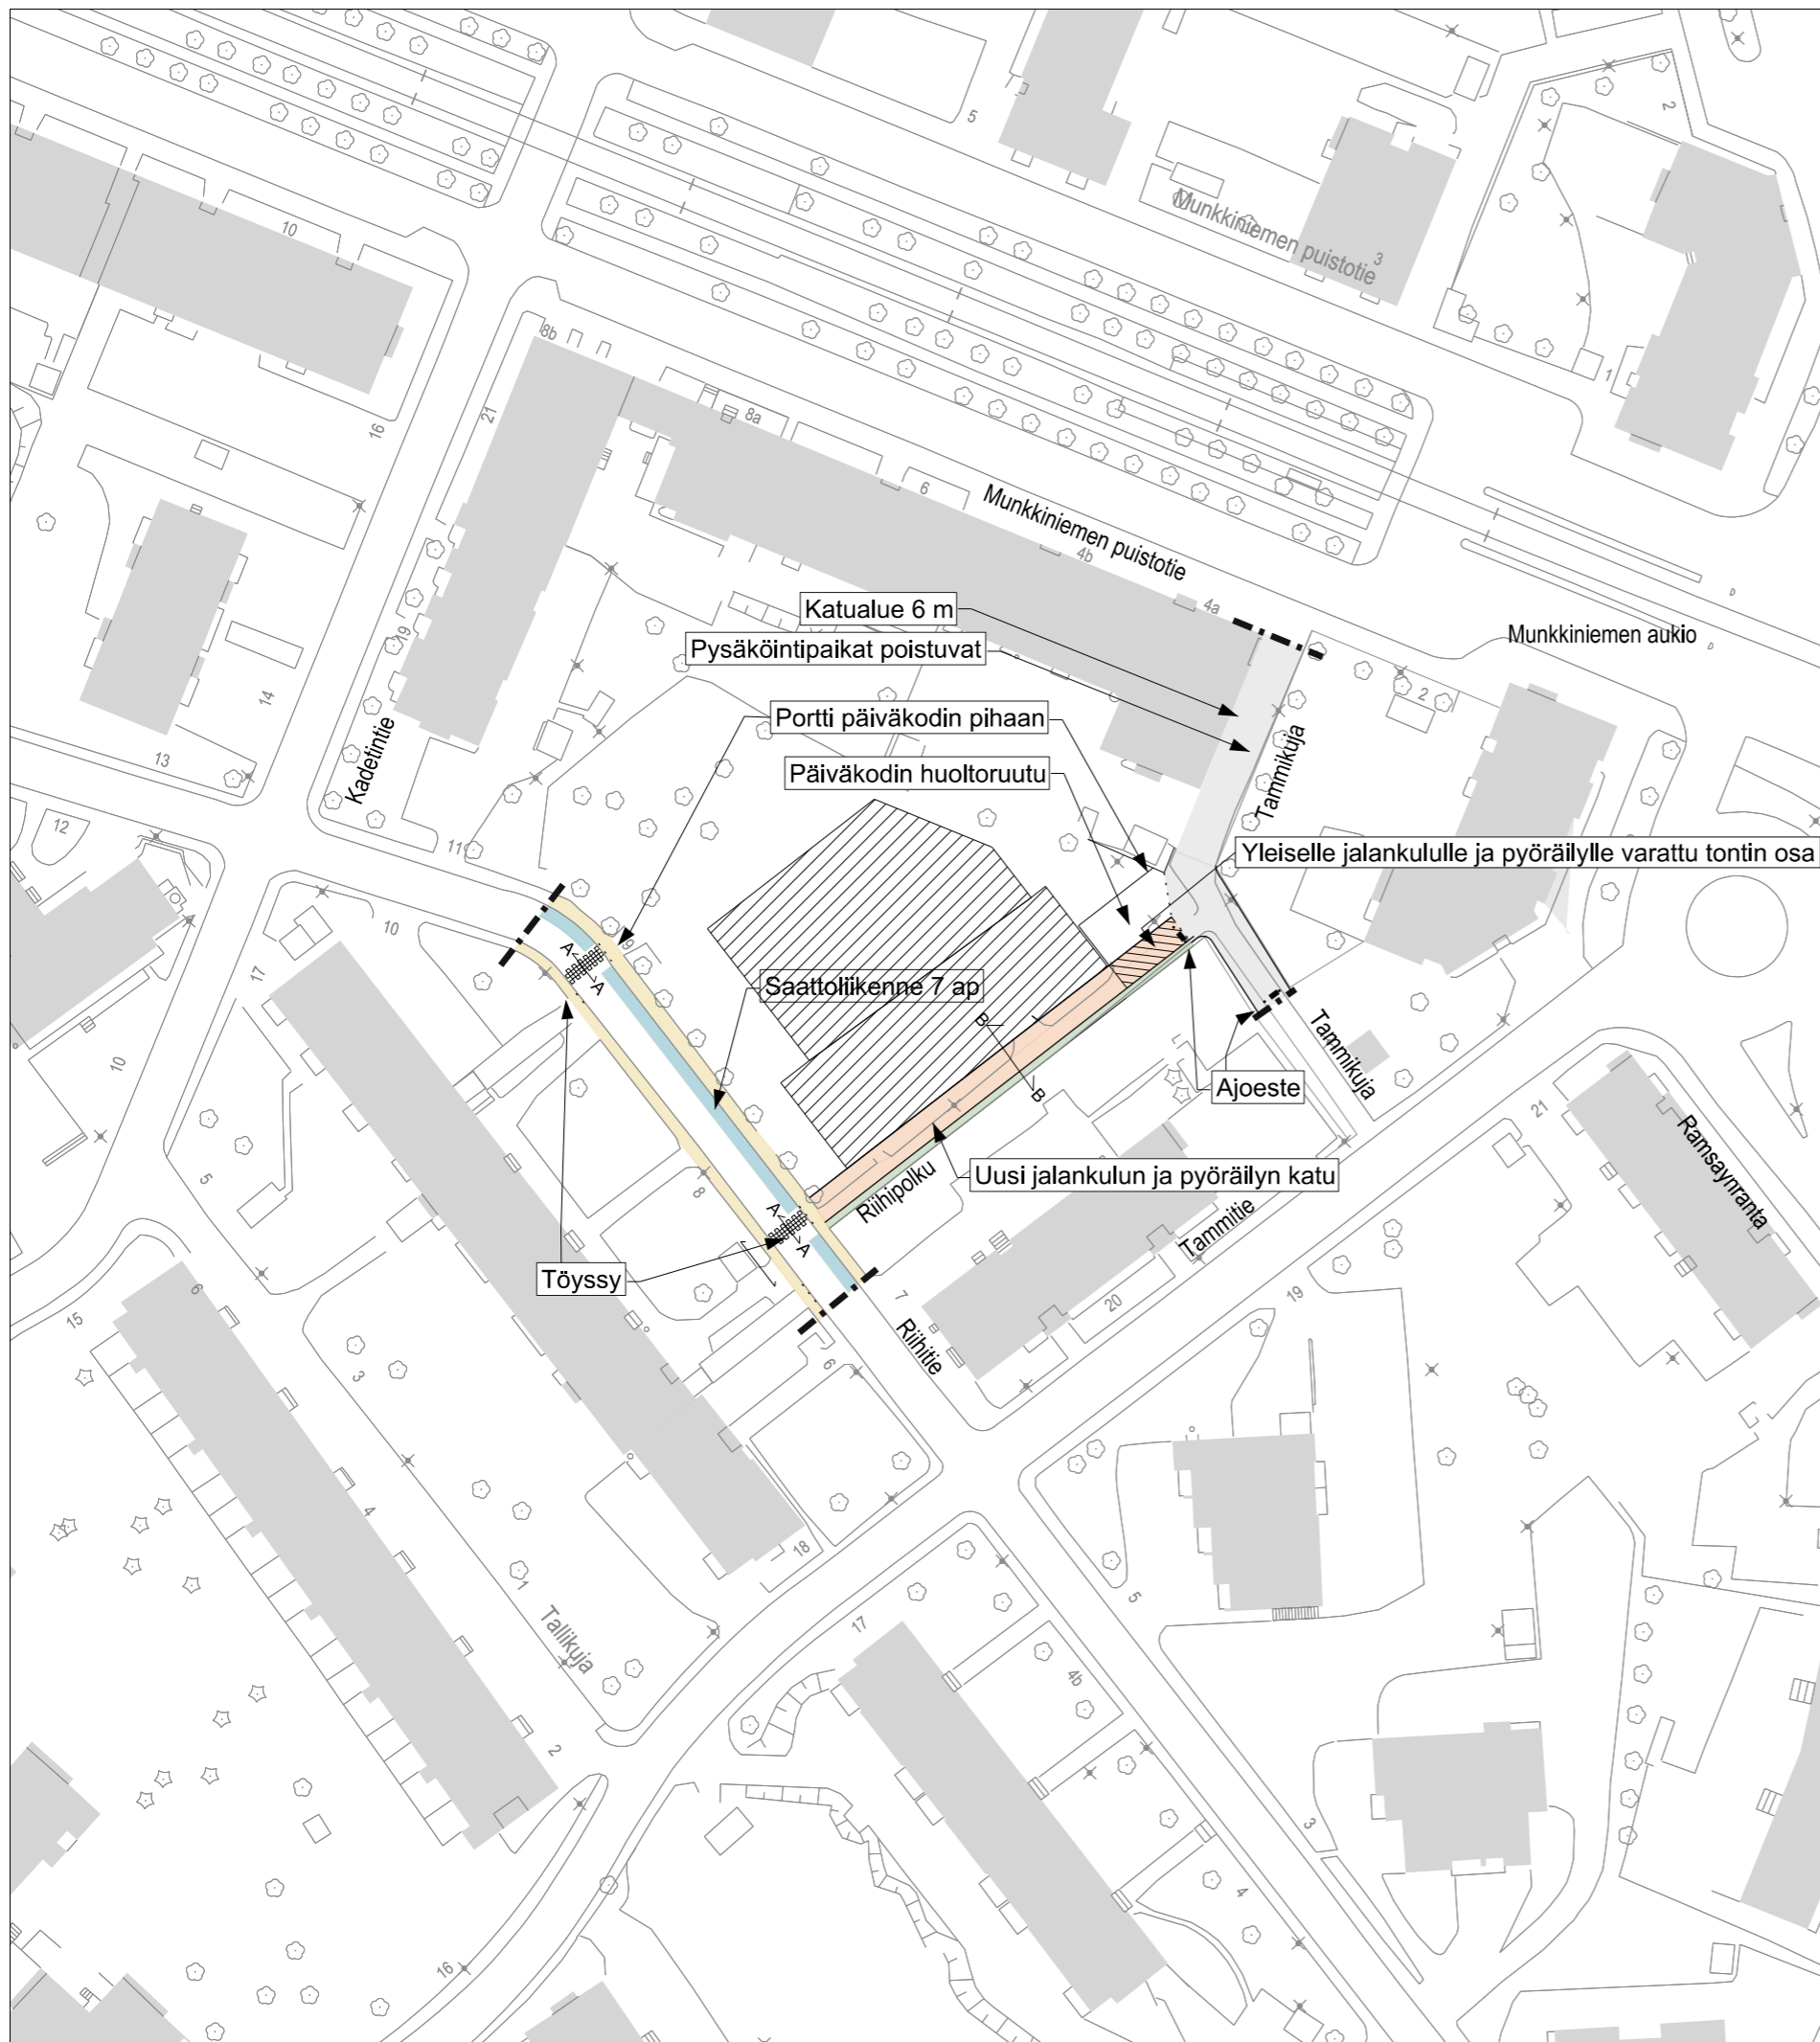 5
2
Munkkiniemen puistotie
3
10
8b
1
21
8a
16
6
Munkkiniemen puistotie
4b
4a
Katualue 6 m
Munkkiniemen aukio
Pysäköintipaikat poistuvat
19
14
2
Portti päiväkodin pihaan
13
Kadetintie
Päiväkodin huoltoruutu
Tammikuja
12
11
Yleiselle jalankululle ja pyöräilylle varattu tontin osa
10
17
9
A
A
Saattoliikenne 7 ap
B
B
10
Tammikuja
Ajoeste
21
Ramsaynranta
5
8
Uusi jalankulun ja pyöräilyn katu
Riihipolku
A
A
Tammitie
Töyssy
6
15
7
20
19
Riihitie
3
6
4
18
1
5
Tallikuja
17
4b
2
3
4
16